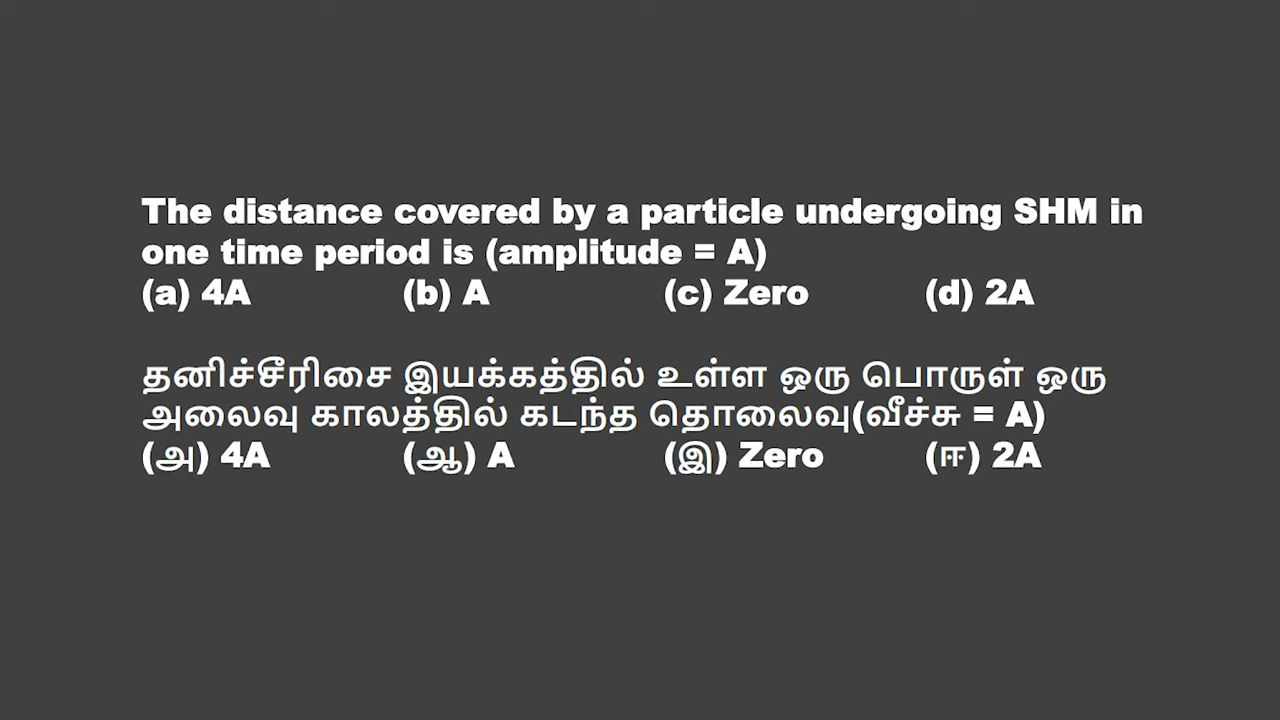 The distance covered by a particle undergoing SHM in
one time period is (amplitude = A)
(a) 4A (b) A (c) Zero (d) 2A
தனிச்சீரிசை இயக்கத்தில் உள்ள ஒரு பொருள் ஒரு
அலைவு காலத்தில் கடந்த தொலைவு(வீச்சு = A)
(அ) 4A (ஆ) A (இ) Zero (ஈ) 2A